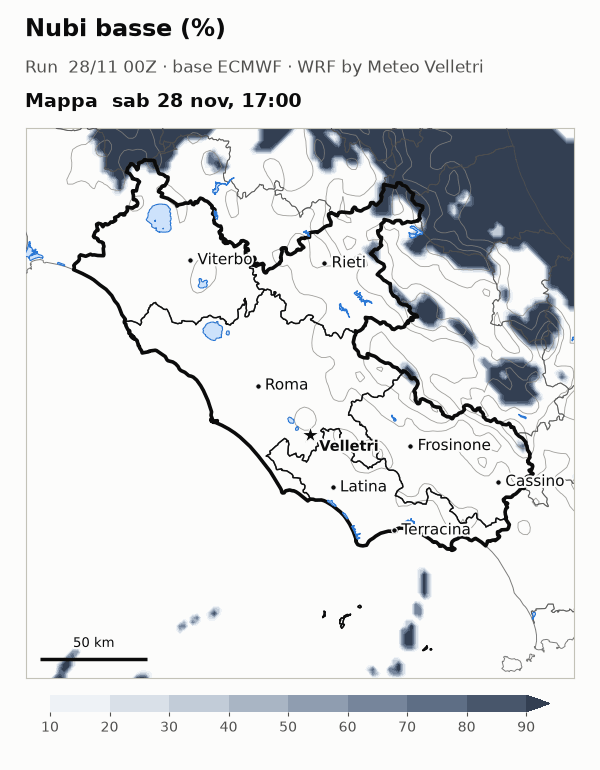 Nubi basse (%)
Run  28/11 00Z · base ECMWF · WRF by Meteo Velletri
Mappa  sab 28 nov, 17:00
Viterbo
Rieti
Roma
Velletri
Frosinone
Latina
Cassino
Terracina
50 km
10 20 30 40 50 60 70 80 90